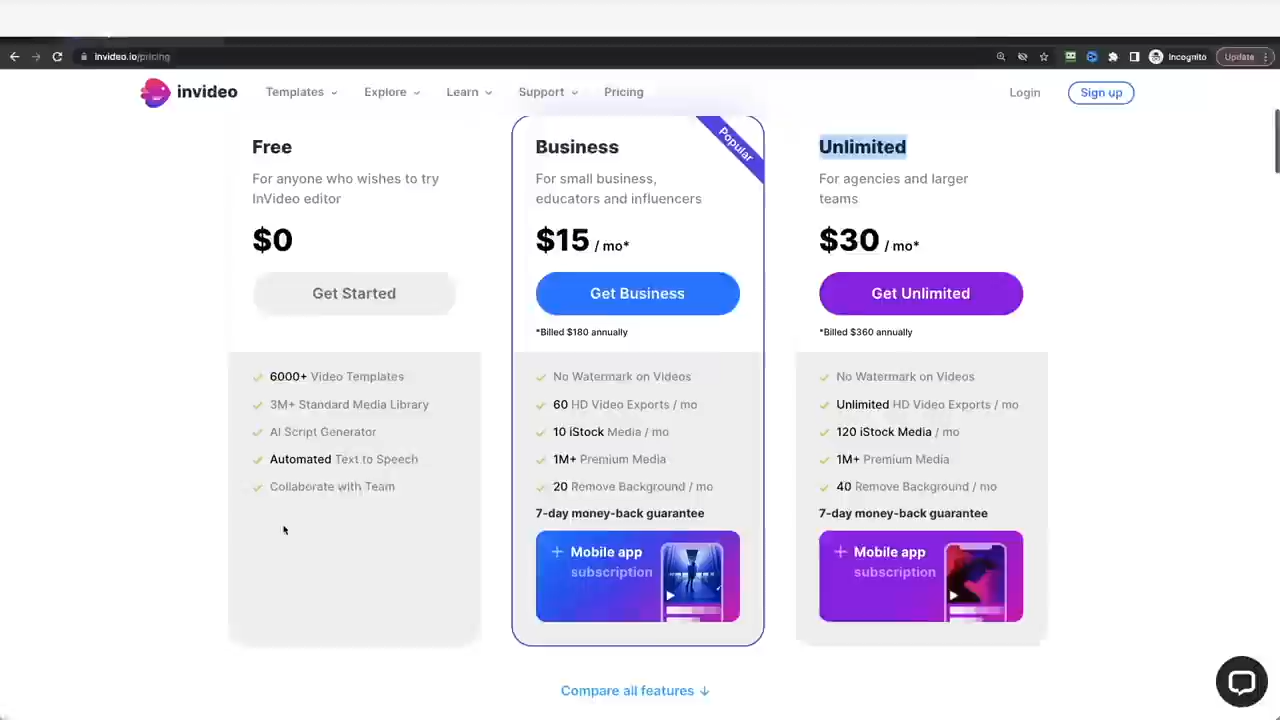 invideo.io/pricing
Incognito
Update
invideo
Templates
Explore
Learn
Support
Pricing
Login
Sign up
Free
For anyone who wishes to try
InVideo editor
$0
Get Started
6000+ Video Templates
3M+ Standard Media Library
AI Script Generator
Automated Text to Speech
Collaborate with Team
Popular
Business
For small business,
educators and influencers
$15 / mo*
Get Business
*Billed $180 annually
No Watermark on Videos
60 HD Video Exports / mo
10 iStock Media / mo
1M+ Premium Media
20 Remove Background / mo
7-day money-back guarantee
+ Mobile app
subscription
Unlimited
For agencies and larger
teams
$30 / mo*
Get Unlimited
*Billed $360 annually
No Watermark on Videos
Unlimited HD Video Exports / mo
120 iStock Media / mo
1M+ Premium Media
40 Remove Background / mo
7-day money-back guarantee
+ Mobile app
subscription
Compare all features ↓